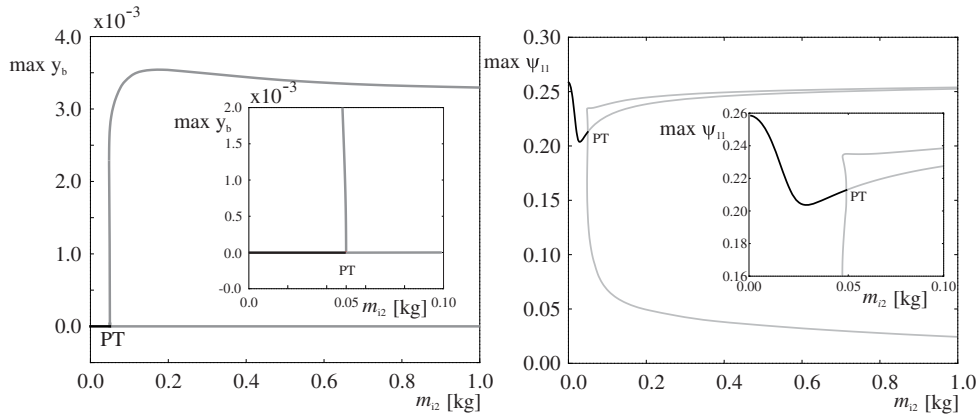 x10⁻³
4.0
max y_b
3.0
2.0
1.0
0.0
PT
0.0 0.2 0.4 0.6 0.8 1.0
m_i2 [kg]
x10⁻³
2.0
max y_b
1.5
1.0
0.5
0.0
-0.0
PT
0.0 0.05 0.10
m_i2 [kg]
0.30
max ψ_11
0.25
0.20
0.15
0.10
0.05
0.00
PT
0.0 0.2 0.4 0.6 0.8 1.0
m_i2 [kg]
0.26
max ψ_11
0.24
0.22
0.20
0.18
0.16
PT
0.0 0.05 0.10
m_i2 [kg]